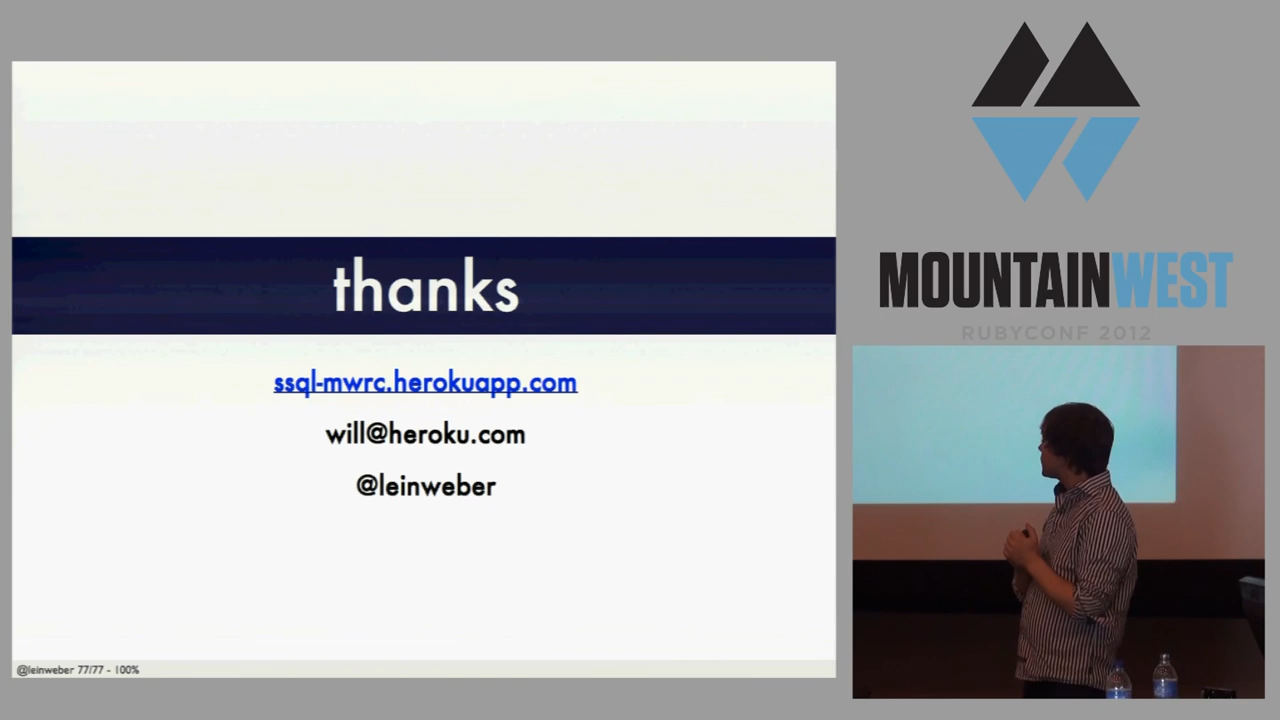 thanks
ssql-mwrc.herokuapp.com
will@heroku.com
@leinweber
@leinweber 77/77 - 100%
MOUNTAINWEST
RUBYCONF 2012